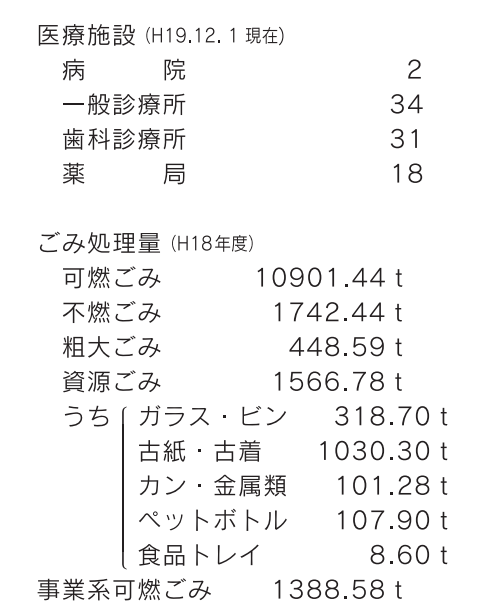 医療施設（H19.12.1現在）
病　　院　2
一般診療所　34
歯科診療所　31
薬　　局　18
ごみ処理量（H18年度）
可燃ごみ　10901.44 t
不燃ごみ　1742.44 t
粗大ごみ　448.59 t
資源ごみ　1566.78 t
うち　ガラス・ビン　318.70 t
古紙・古着　1030.30 t
カン・金属類　101.28 t
ペットボトル　107.90 t
食品トレイ　8.60 t
事業系可燃ごみ　1388.58 t